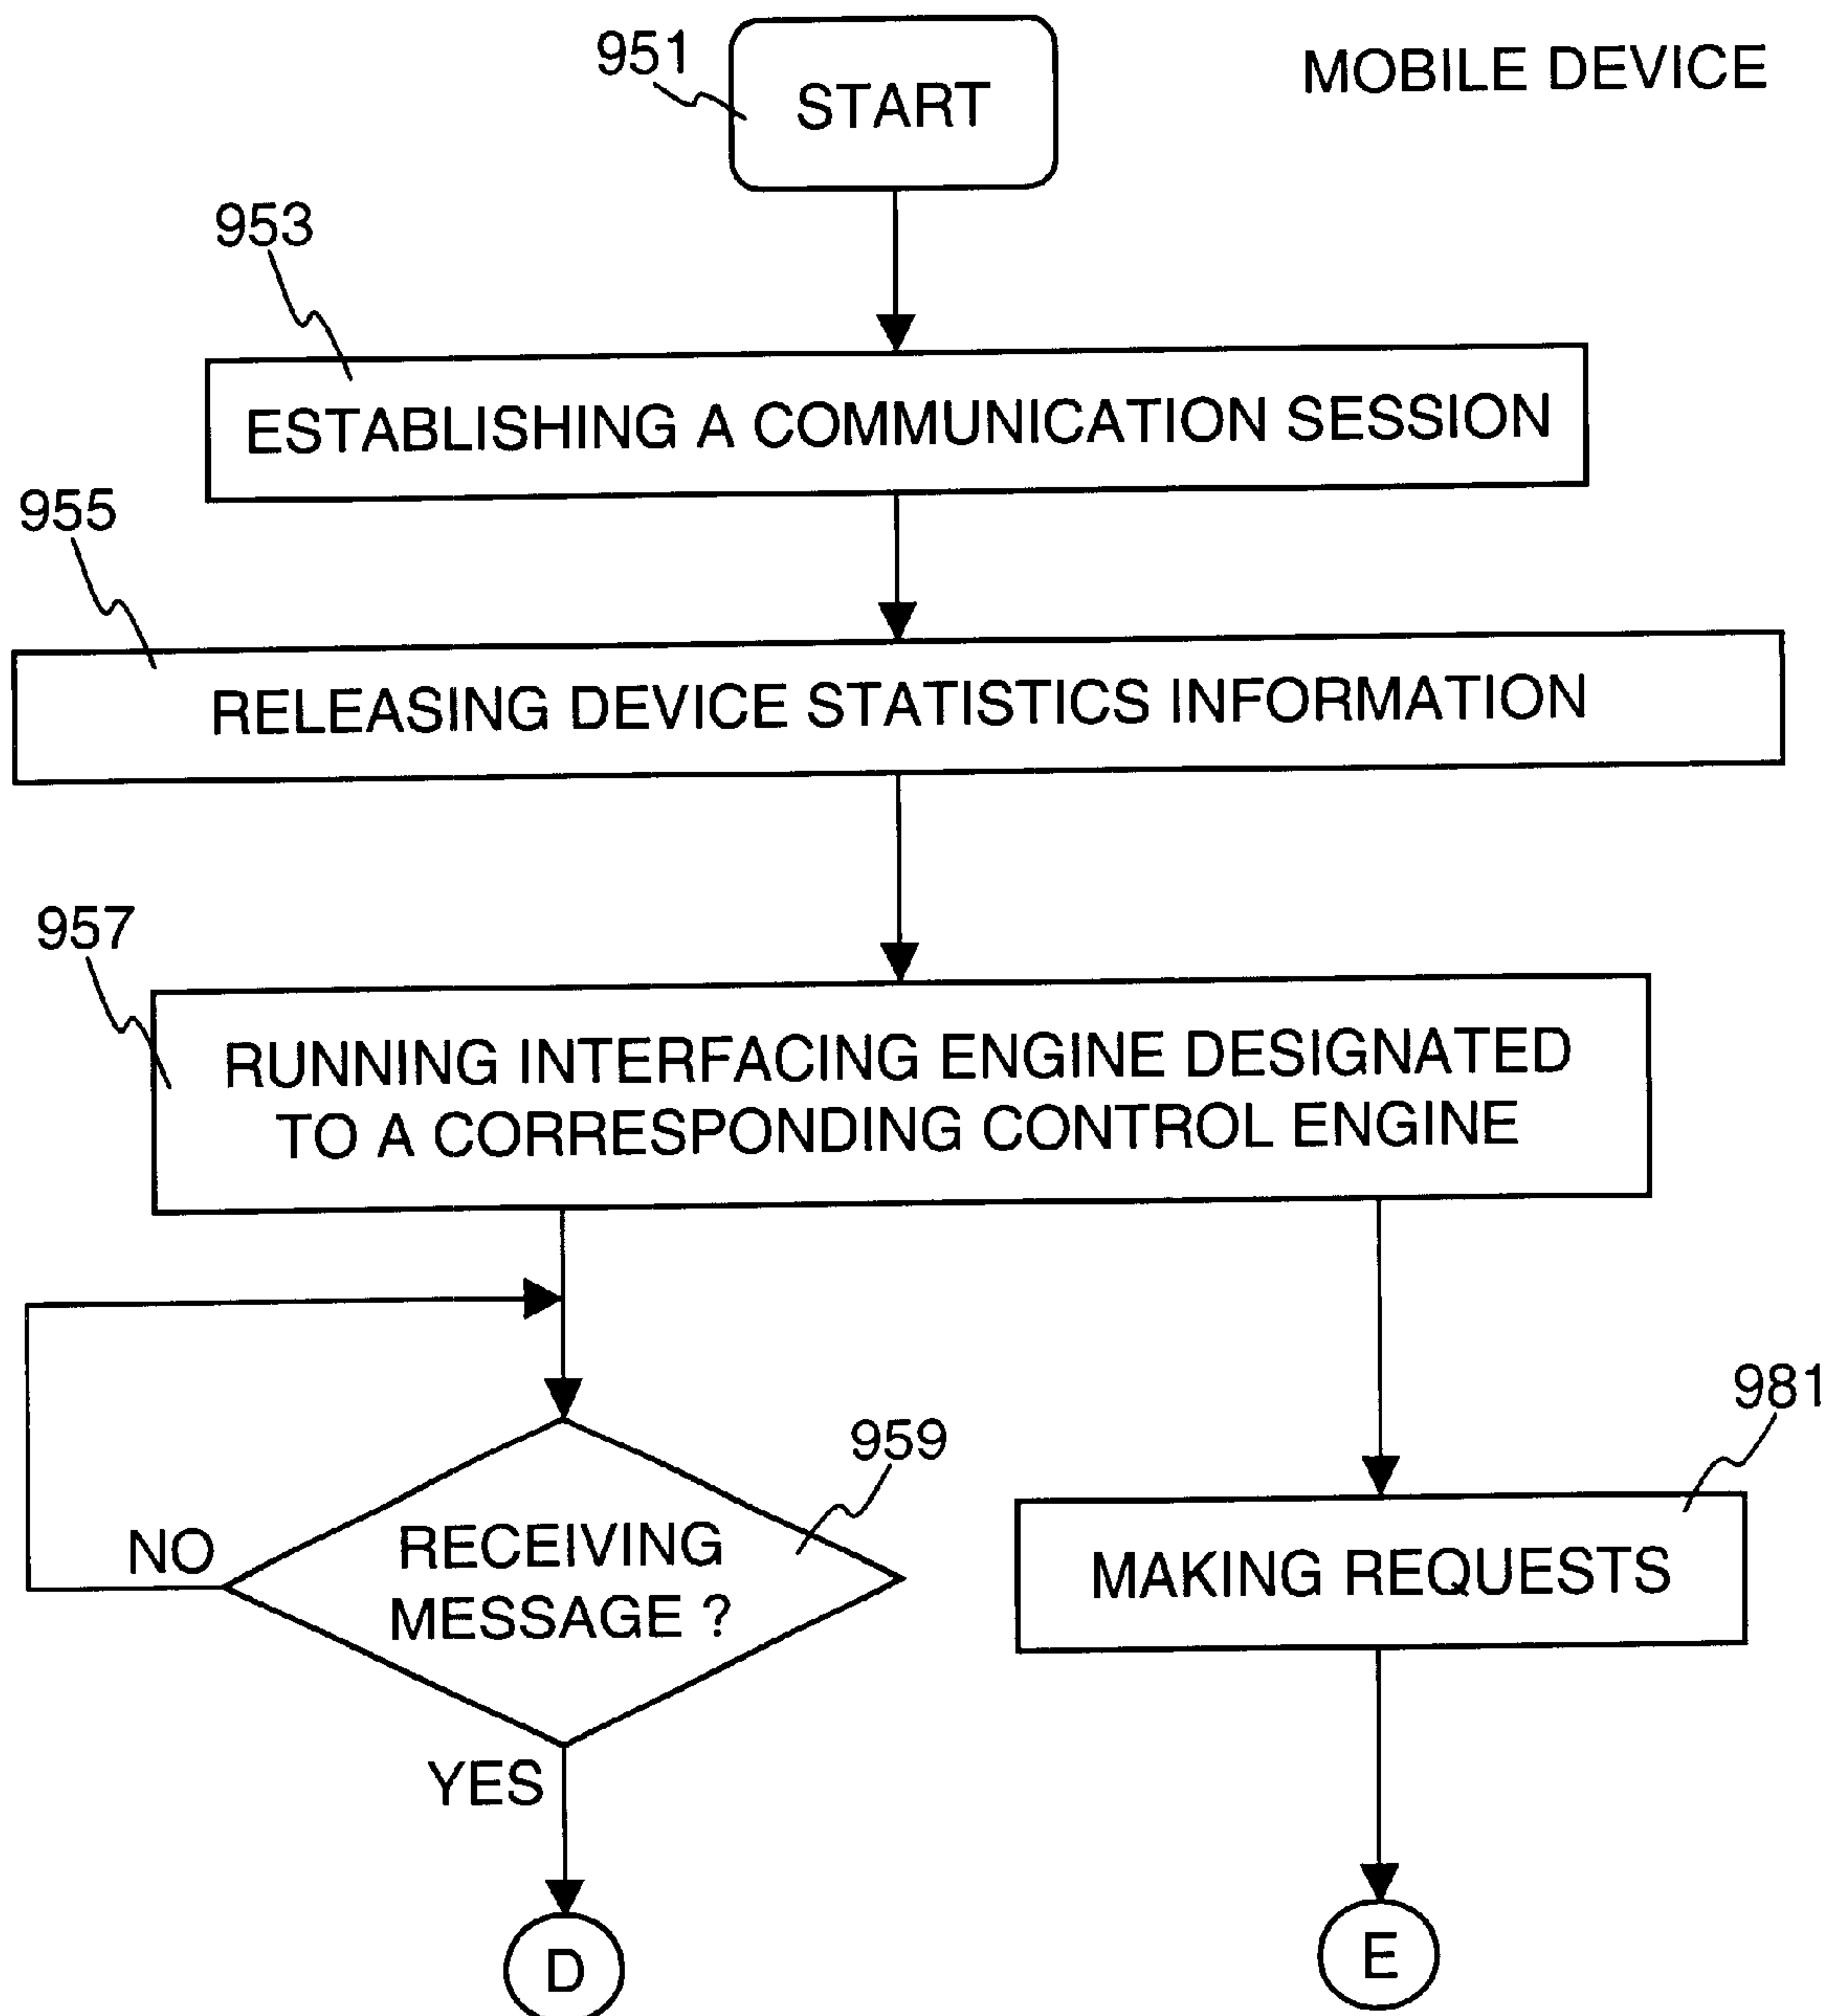 951
START
MOBILE DEVICE
953
ESTABLISHING A COMMUNICATION SESSION
955
RELEASING DEVICE STATISTICS INFORMATION
957
RUNNING INTERFACING ENGINE DESIGNATED
TO A CORRESPONDING CONTROL ENGINE
959
981
NO
RECEIVING
MESSAGE ?
MAKING REQUESTS
YES
D
E